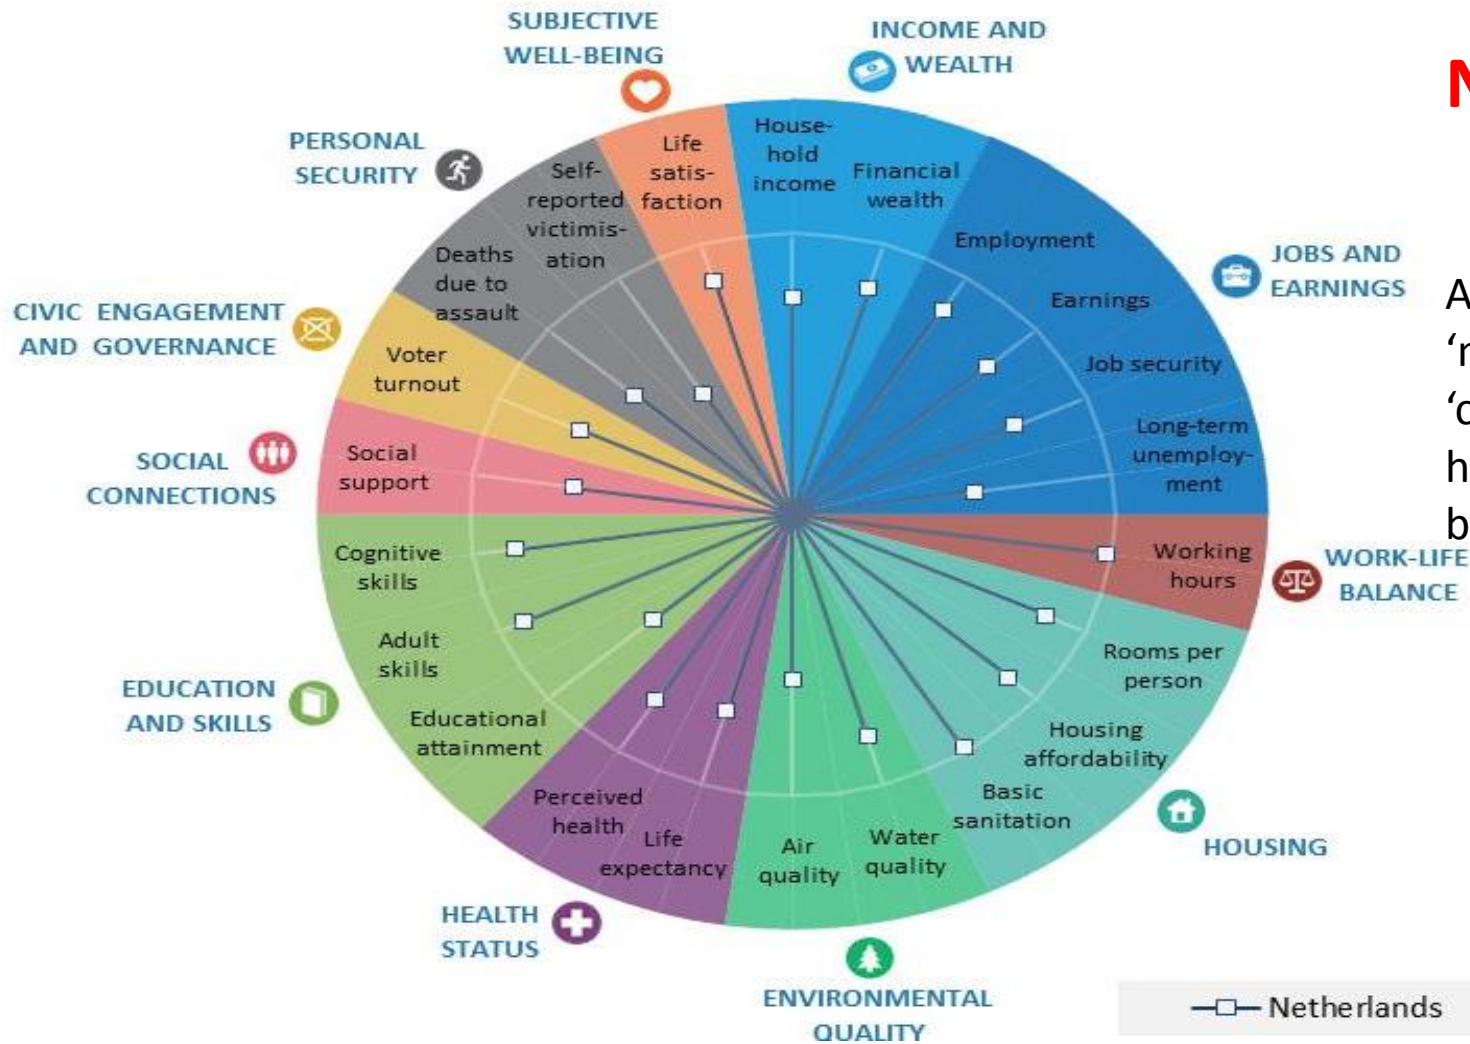 SUBJECTIVE
WELL-BEING
INCOME AND
WEALTH
PERSONAL
SECURITY
JOBS AND
EARNINGS
CIVIC ENGAGEMENT
AND GOVERNANCE
SOCIAL
CONNECTIONS
WORK-LIFE
BALANCE
EDUCATION
AND SKILLS
HOUSING
HEALTH
STATUS
ENVIRONMENTAL
QUALITY
Life
satis-
faction
House-
hold
income
Financial
wealth
Employment
Earnings
Job security
Long-term
unemploy-
ment
Working
hours
Rooms per
person
Housing
affordability
Basic
sanitation
Water
quality
Air
quality
Life
expectancy
Perceived
health
Educational
attainment
Adult
skills
Cognitive
skills
Social
support
Voter
turnout
Deaths
due to
assault
Self-
reported
victimis-
ation
Netherlands